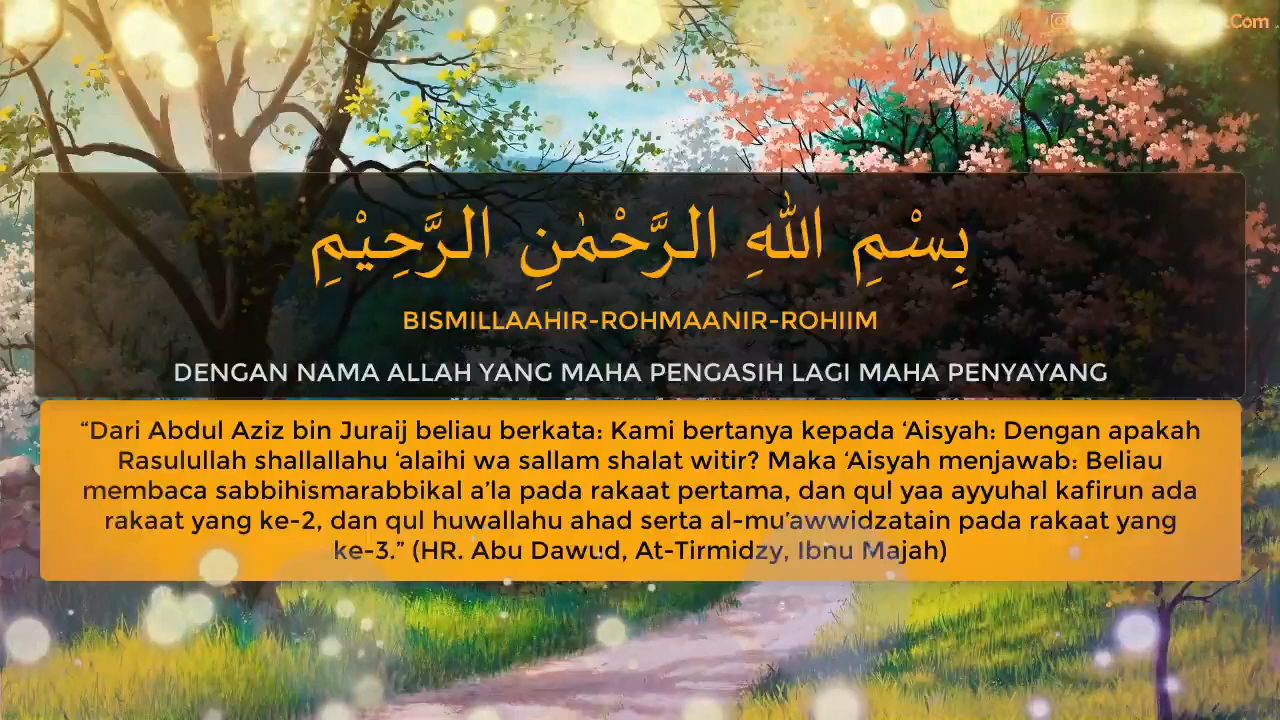 بِسْمِ اللهِ الرَّحْمٰنِ الرَّحِيْمِ
BISMILLAAHIR-ROHMAANIR-ROHIIM
DENGAN NAMA ALLAH YANG MAHA PENGASIH LAGI MAHA PENYAYANG
“Dari Abdul Aziz bin Juraij beliau berkata: Kami bertanya kepada ‘Aisyah: Dengan apakah
Rasulullah shallallahu ‘alaihi wa sallam shalat witir? Maka ‘Aisyah menjawab: Beliau
membaca sabbihismarabbikal a’la pada rakaat pertama, dan qul yaa ayyuhal kafirun ada
rakaat yang ke-2, dan qul huwallahu ahad serta al-mu’awwidzatain pada rakaat yang
ke-3.” (HR. Abu Dawud, At-Tirmidzy, Ibnu Majah)